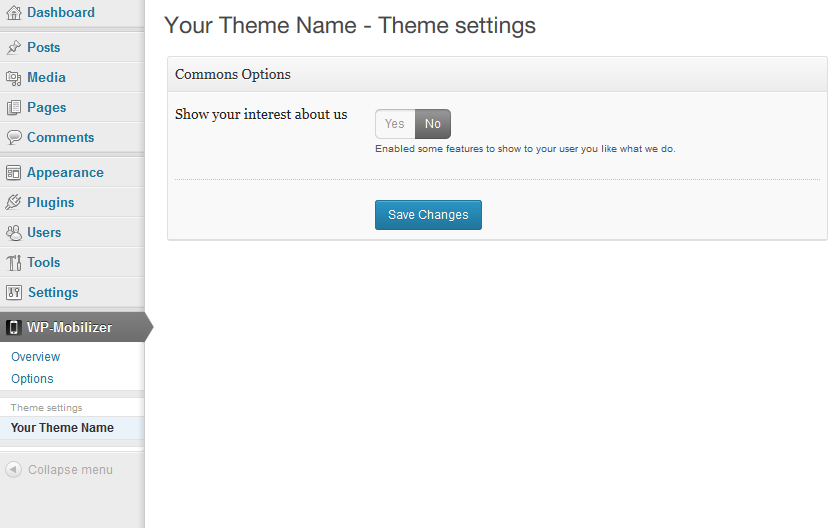 Dashboard
Posts
Media
Pages
Comments
Appearance
Plugins
Users
Tools
Settings
WP-Mobilizer
Overview
Options
Theme settings
Your Theme Name
Collapse menu
Your Theme Name - Theme settings
Commons Options
Show your interest about us
Yes No
Enabled some features to show to your user you like what we do.
Save Changes